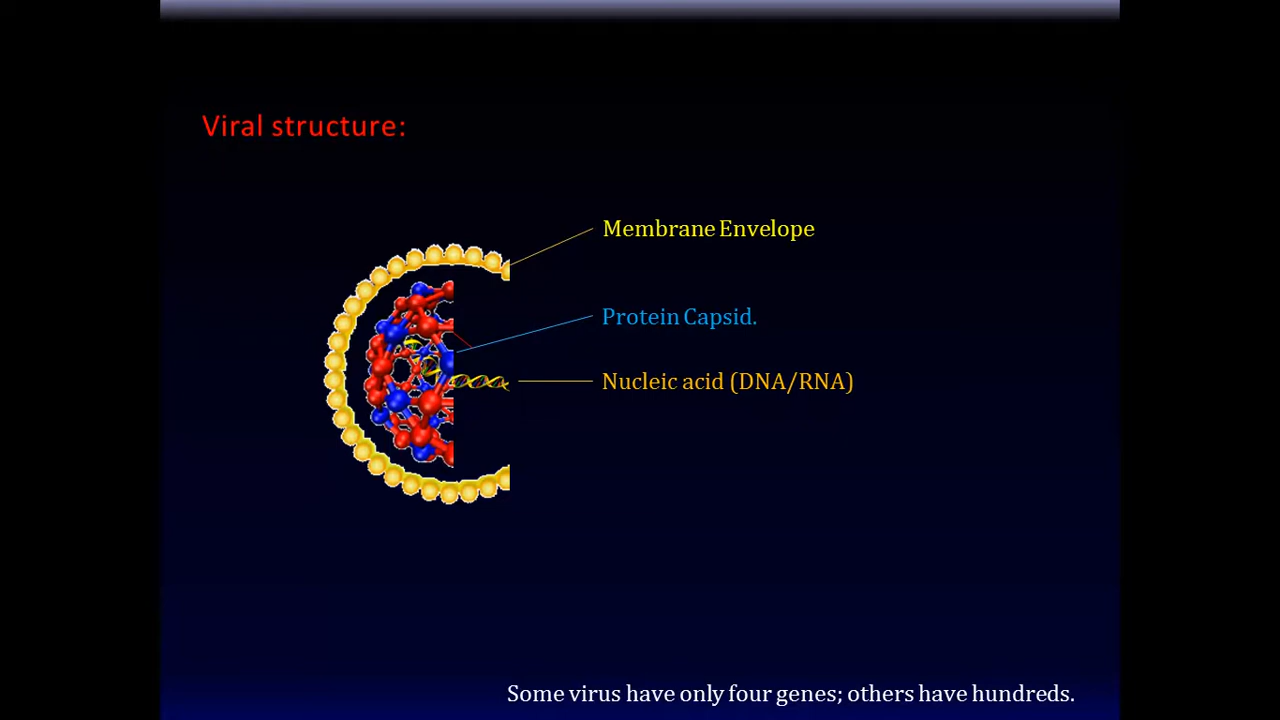 Viral structure:
Membrane Envelope
Protein Capsid.
Nucleic acid (DNA/RNA)
Some virus have only four genes; others have hundreds.